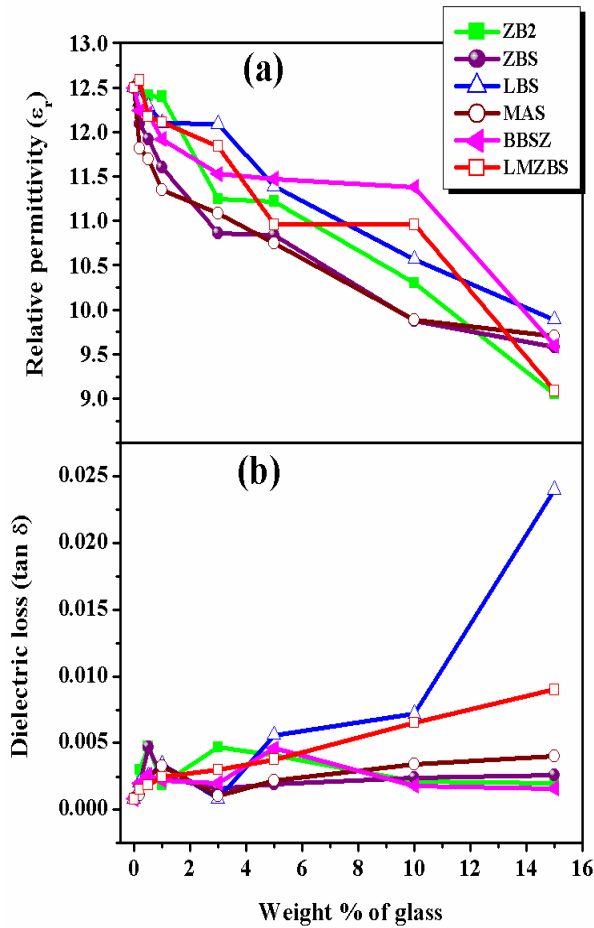 ZB2
ZBS
LBS
MAS
BBSZ
LMZBS
(a)
Relative permittivity (εr)
13.0
12.5
12.0
11.5
11.0
10.5
10.0
9.5
9.0
(b)
Dielectric loss (tan δ)
0.025
0.020
0.015
0.010
0.005
0.000
0 2 4 6 8 10 12 14 16
Weight % of glass